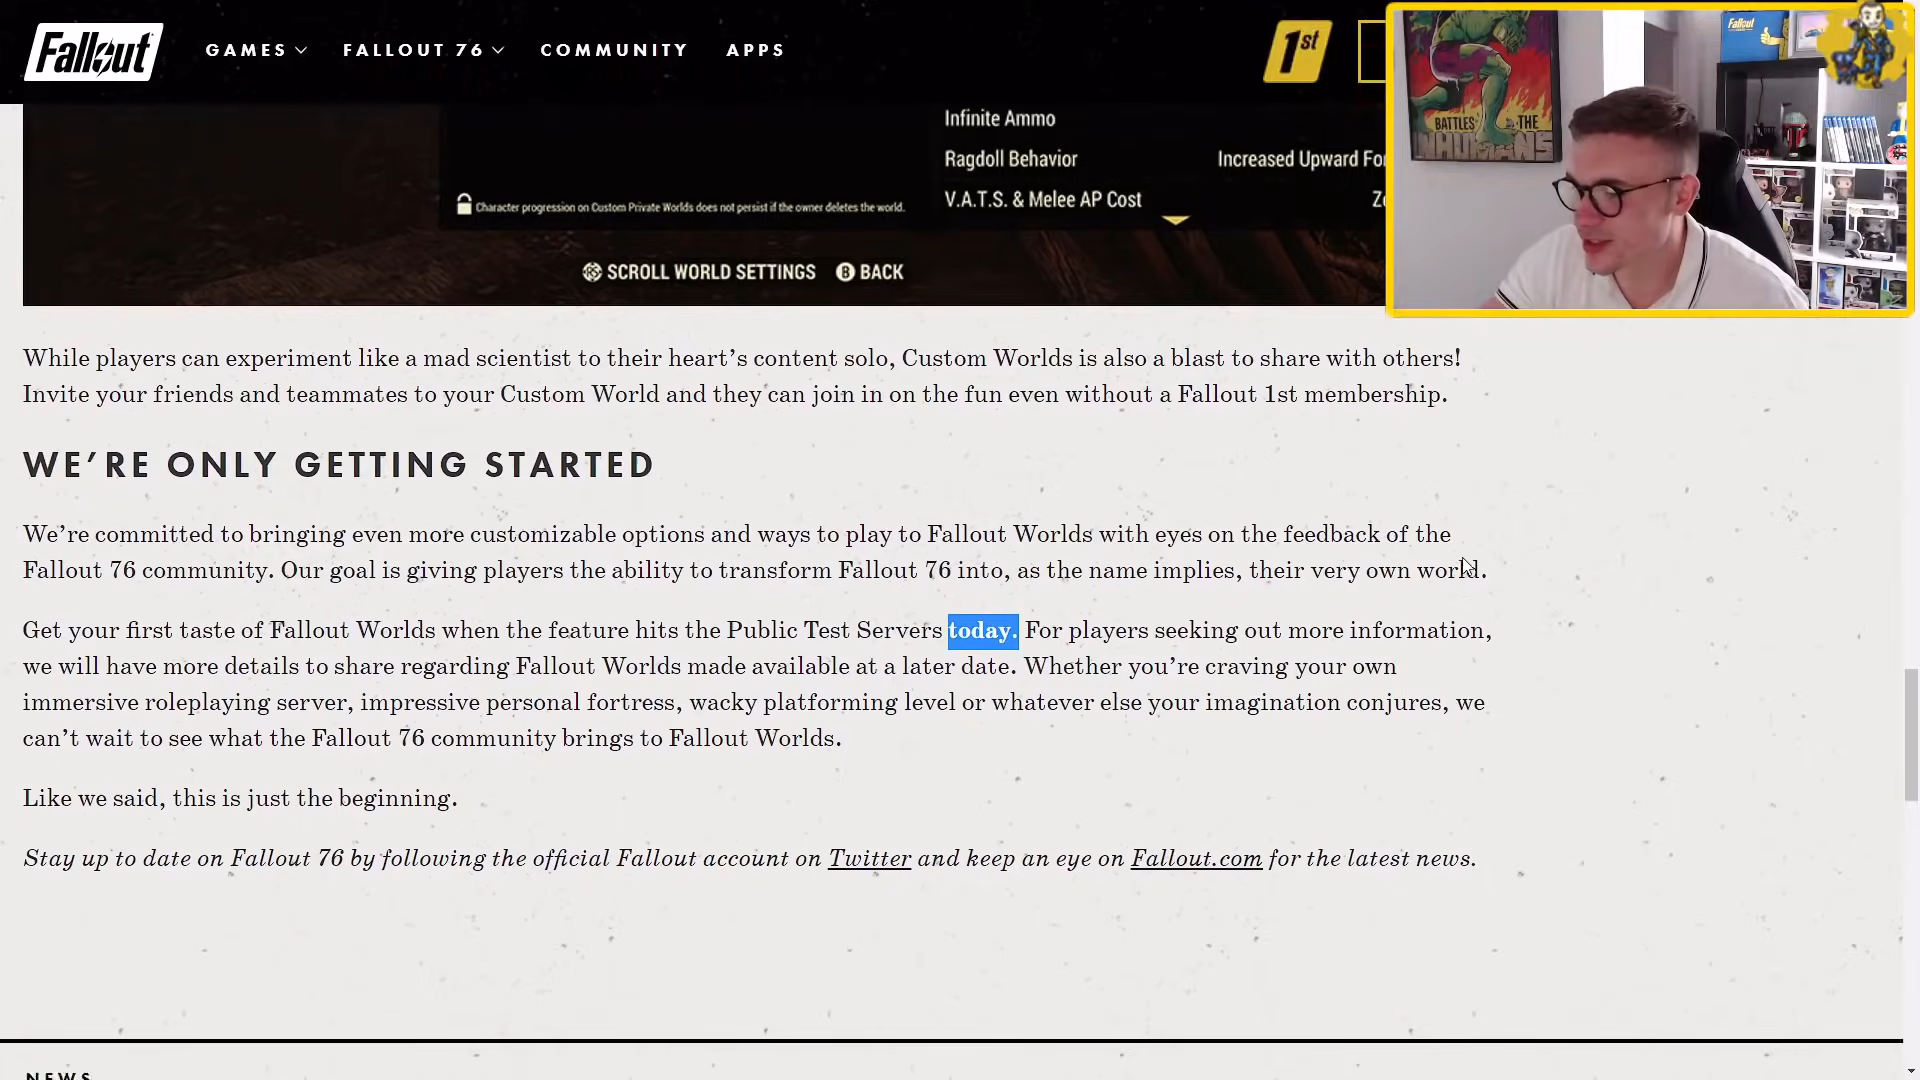 Fallout GAMES FALLOUT 76 COMMUNITY APPS 1st
Fallout
BATTLES THE
Infinite Ammo
Ragdoll Behavior Increased Upward Fo
V.A.T.S. & Melee AP Cost
Character progression on Custom Private Worlds does not persist if the owner deletes the world.
SCROLL WORLD SETTINGS B BACK
While players can experiment like a mad scientist to their heart’s content solo, Custom Worlds is also a blast to share with others!
Invite your friends and teammates to your Custom World and they can join in on the fun even without a Fallout 1st membership.
WE’RE ONLY GETTING STARTED
We’re committed to bringing even more customizable options and ways to play to Fallout Worlds with eyes on the feedback of the
Fallout 76 community. Our goal is giving players the ability to transform Fallout 76 into, as the name implies, their very own world.
Get your first taste of Fallout Worlds when the feature hits the Public Test Servers today. For players seeking out more information,
we will have more details to share regarding Fallout Worlds made available at a later date. Whether you’re craving your own
immersive roleplaying server, impressive personal fortress, wacky platforming level or whatever else your imagination conjures, we
can’t wait to see what the Fallout 76 community brings to Fallout Worlds.
Like we said, this is just the beginning.
Stay up to date on Fallout 76 by following the official Fallout account on Twitter and keep an eye on Fallout.com for the latest news.
NEWS